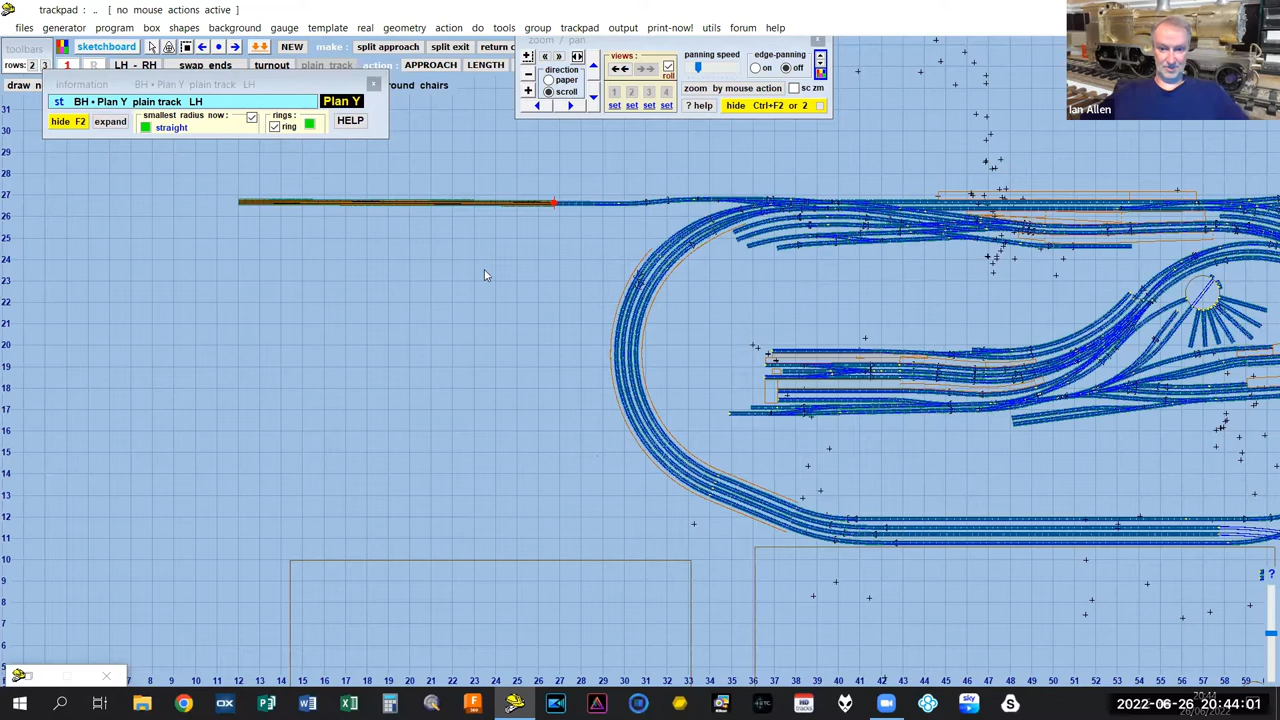 trackpad : .. [ no mouse actions active ]
files main program box shapes background gauge template real geometry action do tools group trackpad output print-now! utils forum help
toolbars sketchboard NEW make : split approach split exit return c
zoom / pan
rows: 2 3 1 R LH - RH swap ends turnout plain track action: APPROACH LENGTH
draw n
ound chairs
information BH • Plan Y plain track LH x
st BH • Plan Y plain track LH Plan Y
hide F2 expand smallest radius now: straight rings: ring HELP
direction
paper
scroll
views:
1 2 3 4
set set set set
roll
panning speed
edge-panning
on off
zoom by mouse action sc zm
? help hide Ctrl+F2 or 2
Ian Allen
31
30
29
28
27
26
25
24
23
22
21
20
19
18
17
16
15
14
13
12
11
10
9
8
7
6
5
?
14 15 16 17 18 19 20 21 22 23 24 25 26 27 28 29 30 31 32 33 34 35 36 37 38 39 40 41 42 43 44 45 46 47 48 49 50 51 52 53 54 55 56 57 58 59
2022-06-26 20:44:01